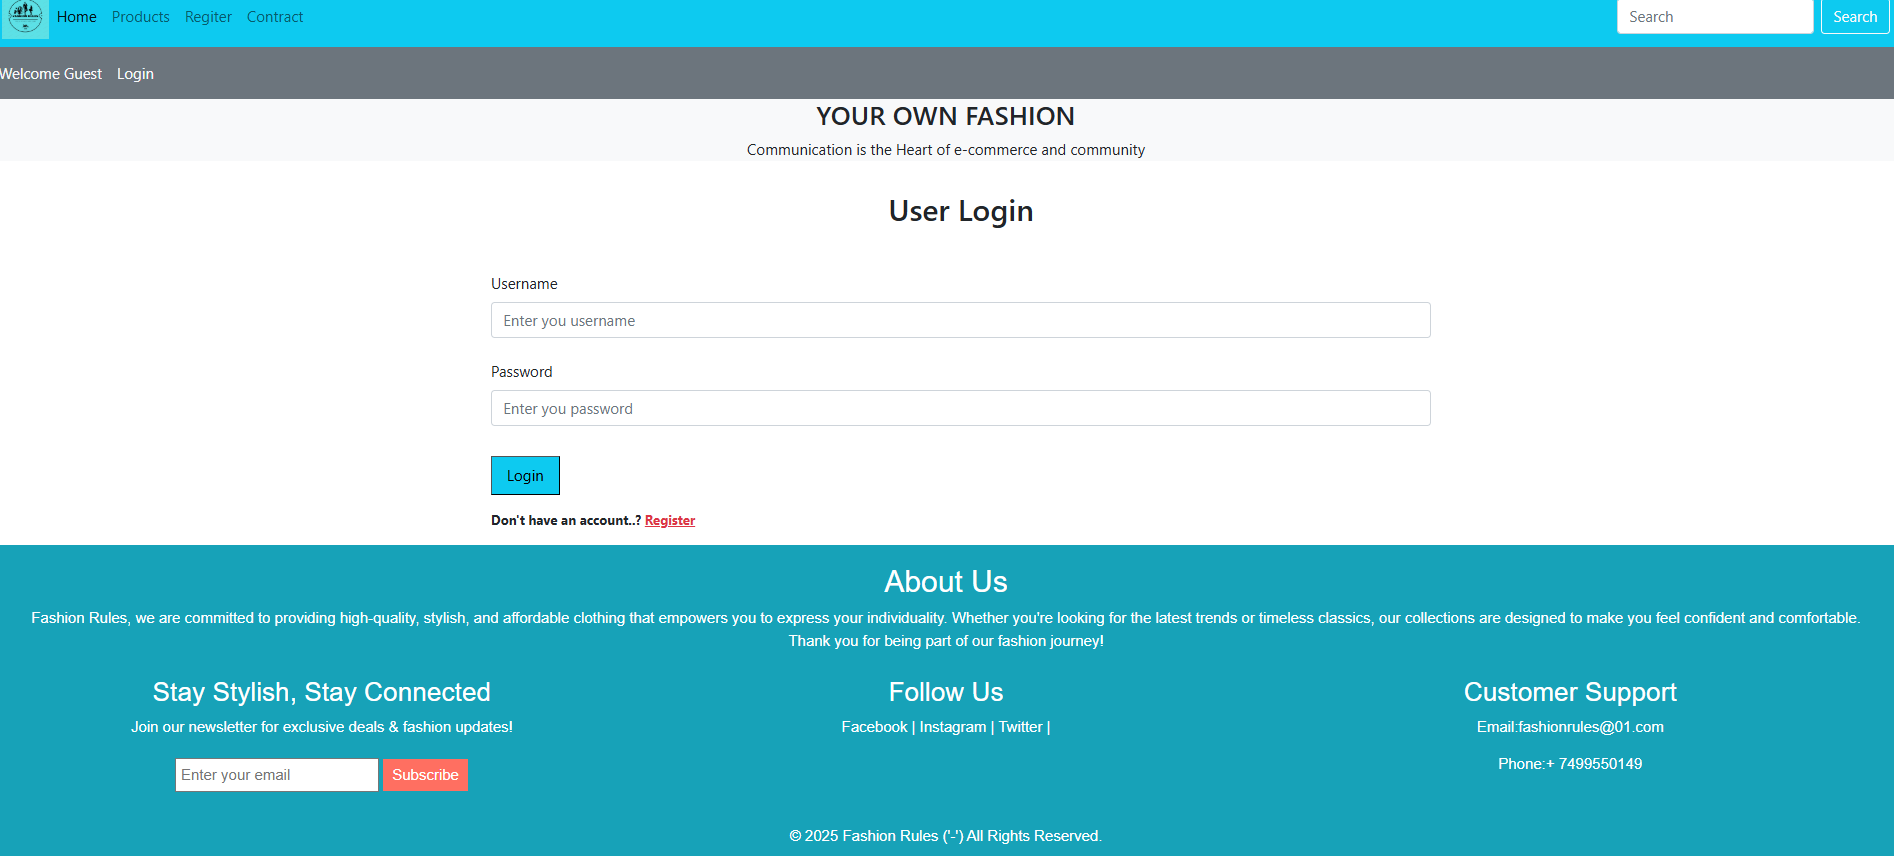 Home Products Regiter Contract Search Search
Welcome Guest Login
YOUR OWN FASHION
Communication is the Heart of e-commerce and community
User Login
Username
Enter you username
Password
Enter you password
Login
Don't have an account..? Register
About Us
Fashion Rules, we are committed to providing high-quality, stylish, and affordable clothing that empowers you to express your individuality. Whether you're looking for the latest trends or timeless classics, our collections are designed to make you feel confident and comfortable.
Thank you for being part of our fashion journey!
Stay Stylish, Stay Connected
Join our newsletter for exclusive deals & fashion updates!
Enter your email Subscribe
Follow Us
Facebook | Instagram | Twitter |
Customer Support
Email:fashionrules@01.com
Phone:+ 7499550149
© 2025 Fashion Rules ('-') All Rights Reserved.